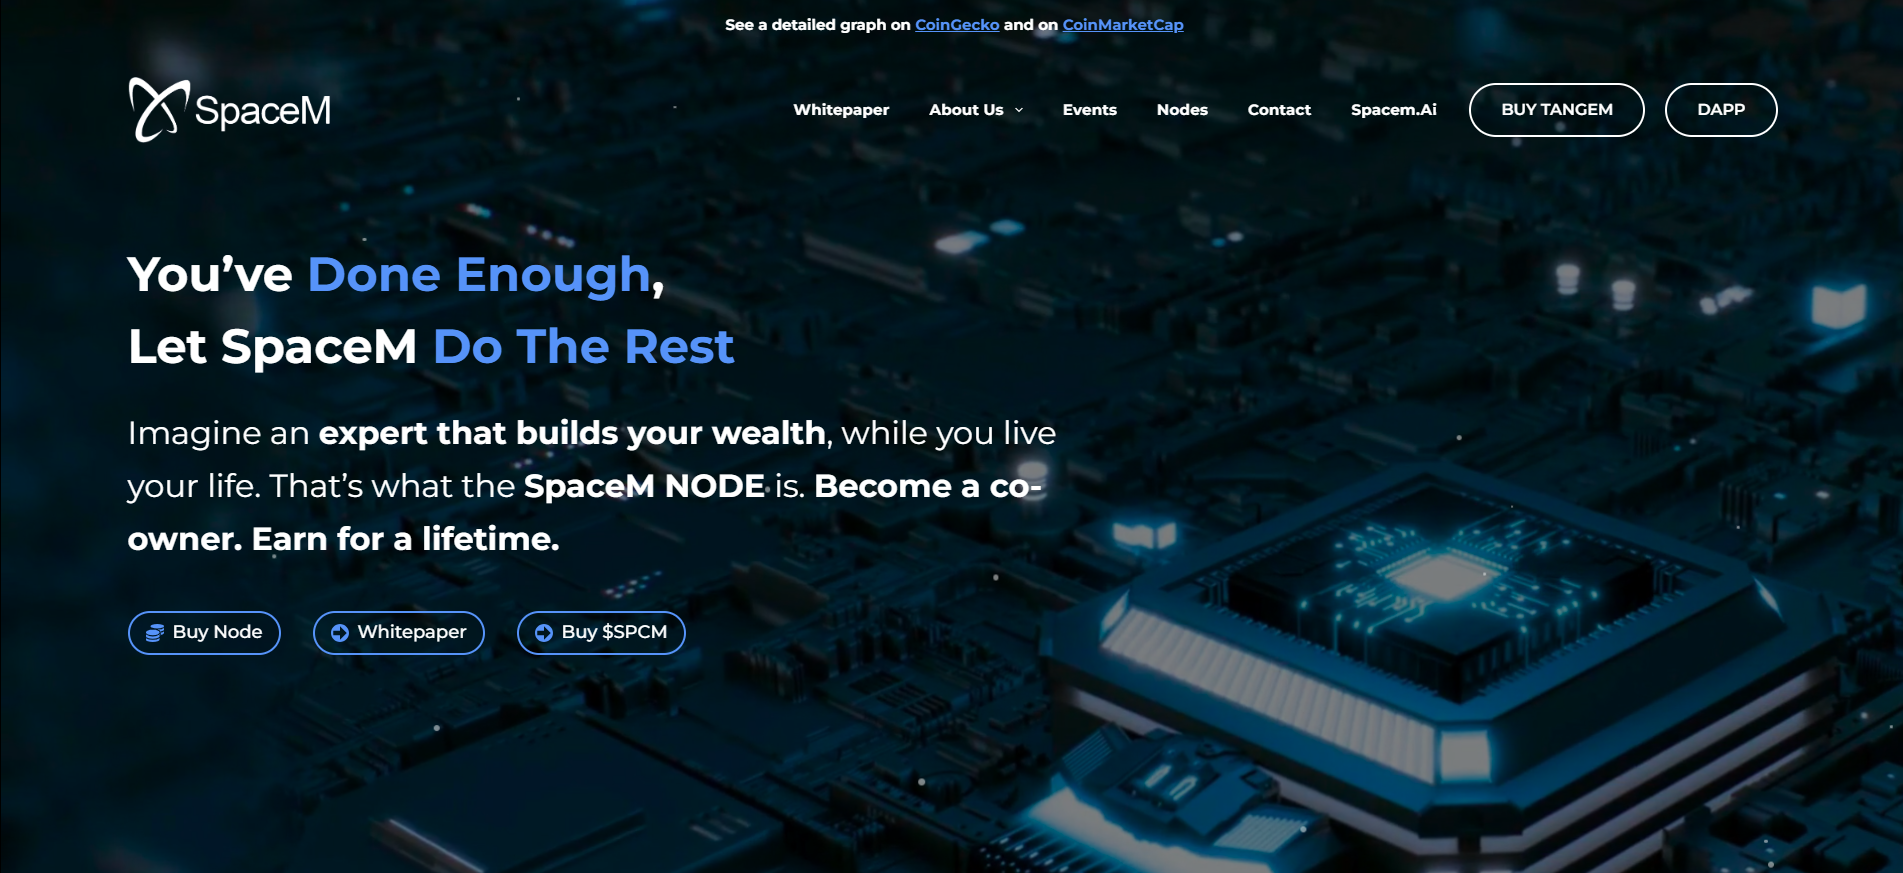 See a detailed graph on CoinGecko and on CoinMarketCap
SpaceM
Whitepaper
About Us
Events
Nodes
Contact
Spacem.Ai
BUY TANGEM
DAPP
You’ve Done Enough,
Let SpaceM Do The Rest
Imagine an expert that builds your wealth, while you live
your life. That’s what the SpaceM NODE is. Become a co-
owner. Earn for a lifetime.
Buy Node
Whitepaper
Buy $SPCM